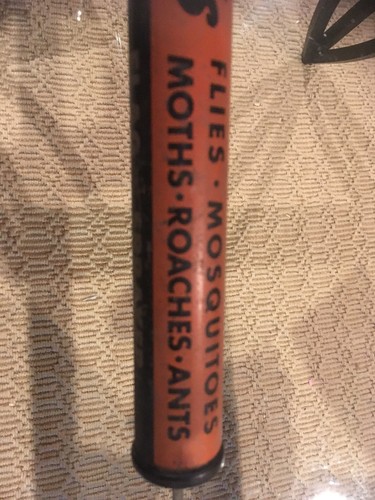 FLIES · MOSQUITOES
MOTHS · ROACHES · ANTS